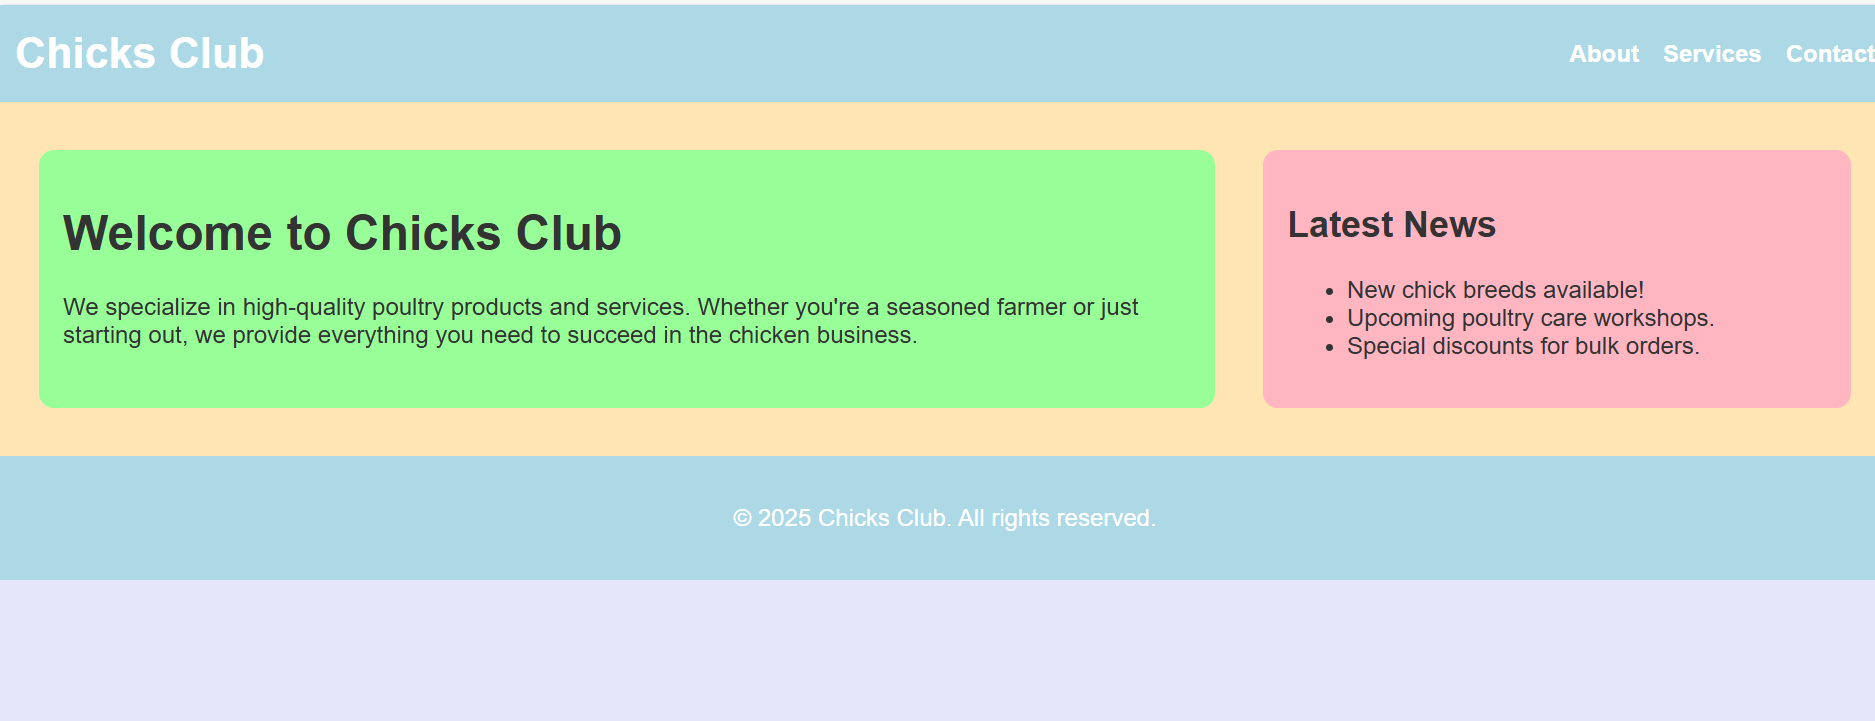 Chicks Club
About Services Contact
Welcome to Chicks Club
We specialize in high-quality poultry products and services. Whether you're a seasoned farmer or just
starting out, we provide everything you need to succeed in the chicken business.
Latest News
• New chick breeds available!
• Upcoming poultry care workshops.
• Special discounts for bulk orders.
© 2025 Chicks Club. All rights reserved.